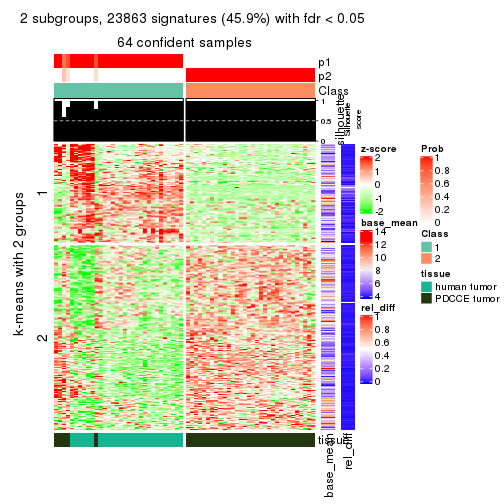 2 subgroups, 23863 signatures (45.9%) with fdr < 0.05
64 confident samples
p1
p2
Class
silhouette
Silhouette
score
1
0.5
0
k-means with 2 groups
1
2
tissue
base_mean
rel_diff
z-score
2
1
0
-1
-2
base_mean
14
12
10
8
6
4
rel_diff
1
0.8
0.6
0.4
0.2
0
Prob
1
0.8
0.6
0.4
0.2
0
Class
1
2
tissue
human tumor
PDCCE tumor